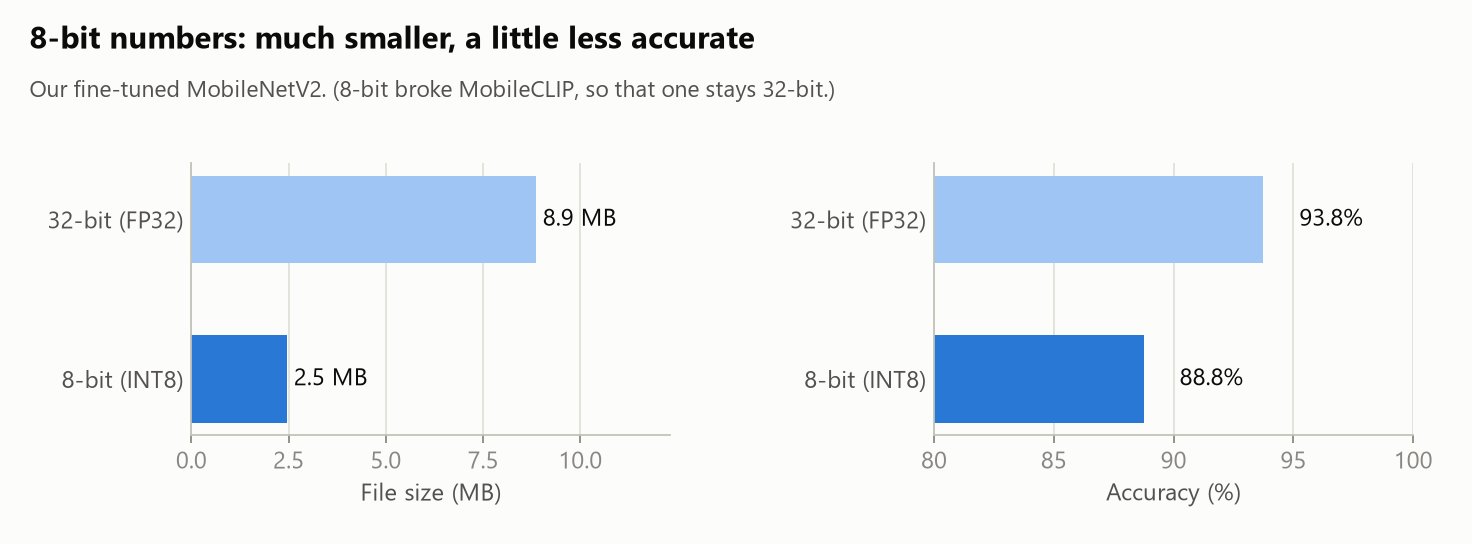 8-bit numbers: much smaller, a little less accurate
Our fine-tuned MobileNetV2. (8-bit broke MobileCLIP, so that one stays 32-bit.)
32-bit (FP32)
8.9 MB
8-bit (INT8)
2.5 MB
0.0 2.5 5.0 7.5 10.0
File size (MB)
32-bit (FP32)
93.8%
8-bit (INT8)
88.8%
80 85 90 95 100
Accuracy (%)